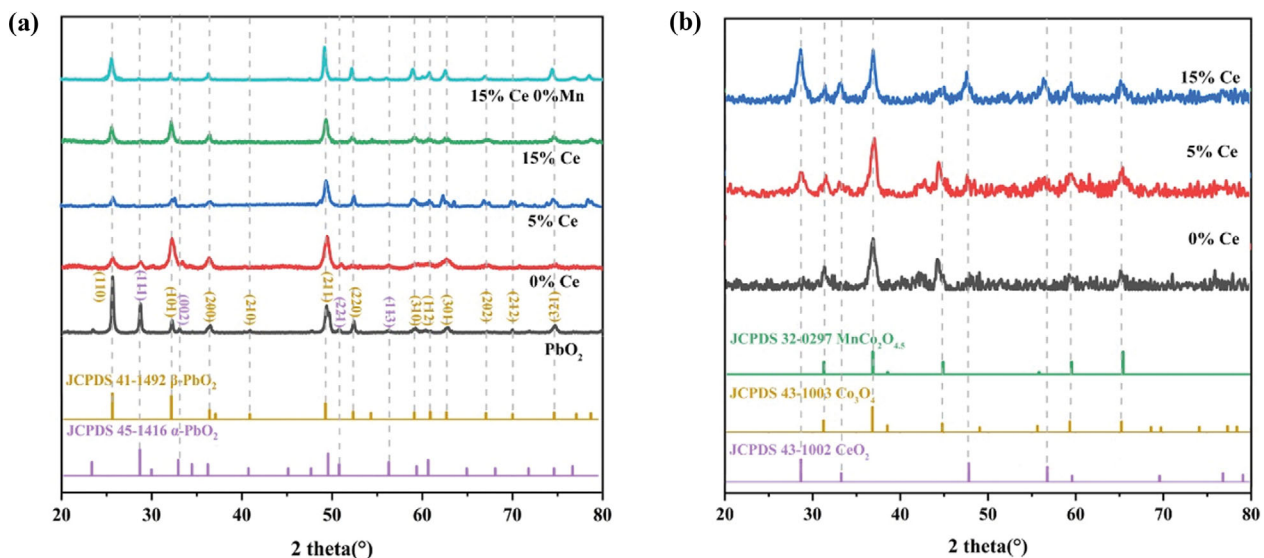 (a)
15% Ce 0%Mn
15% Ce
5% Ce
0% Ce
(110)
(111)
(101)
(002)
(200)
(210)
(211)
(221)
(220)
(113)
(310)
(112)
(301)
(202)
(212)
PbO₂
JCPDS 41-1492 β-PbO₂
JCPDS 45-1416 α-PbO₂
20 30 40 50 60 70 80
2 theta(°)
(b)
15% Ce
5% Ce
0% Ce
JCPDS 32-0297 MnCo₂O₄.₅
JCPDS 43-1003 Co₃O₄
JCPDS 43-1002 CeO₂
20 30 40 50 60 70 80
2 theta(°)